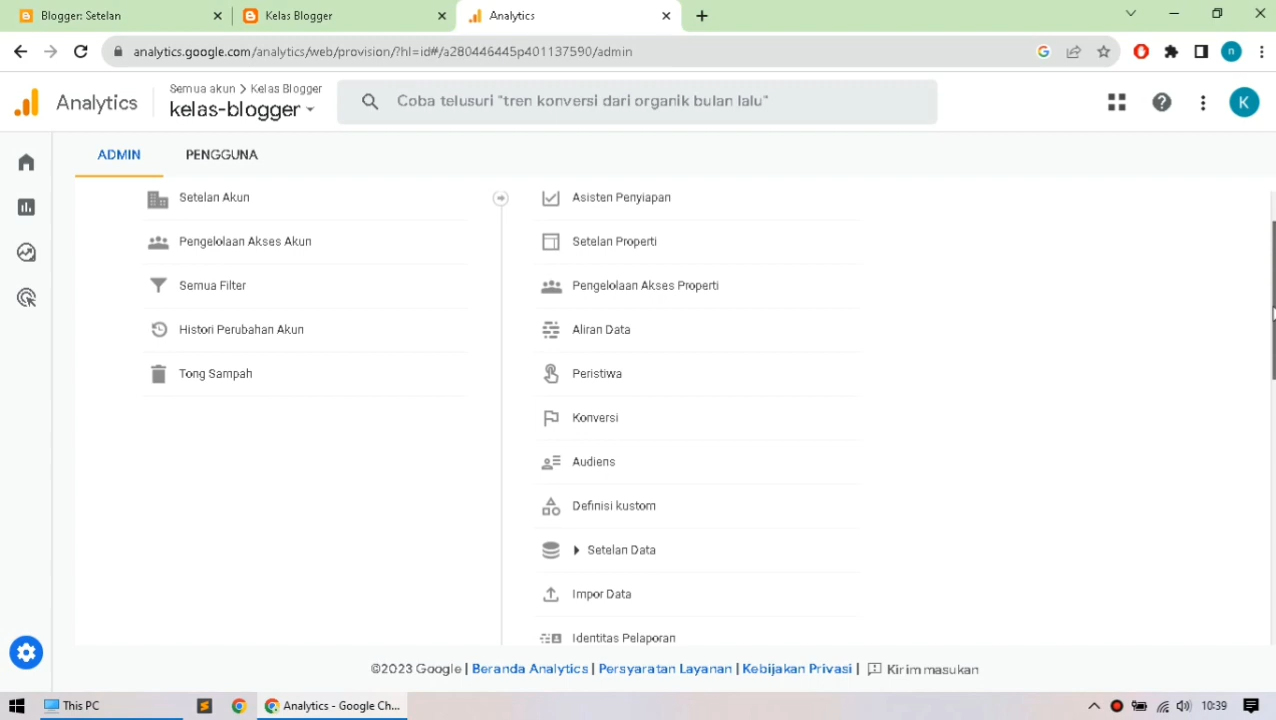 Blogger: Setelan
Kelas Blogger
Analytics
analytics.google.com/analytics/web/provision/?hl=id#/a280446445p401137590/admin
n
Analytics
Semua akun > Kelas Blogger
kelas-blogger
Coba telusuri "tren konversi dari organik bulan lalu"
K
ADMIN
PENGGUNA
Setelan Akun
Pengelolaan Akses Akun
Semua Filter
Histori Perubahan Akun
Tong Sampah
Asisten Penyiapan
Setelan Properti
Pengelolaan Akses Properti
Aliran Data
Peristiwa
Konversi
Audiens
Definisi kustom
Setelan Data
Impor Data
Identitas Pelaporan
©2023 Google | Beranda Analytics | Persyaratan Layanan | Kebijakan Privasi | Kirim masukan
This PC
Analytics - Google Ch...
10:39